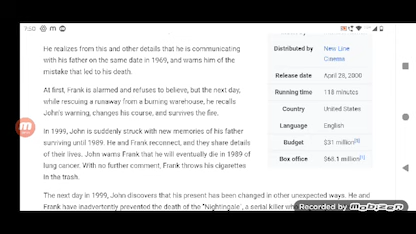 1:50
He realizes from this and other details that he is communicating
with his father on the same date in 1969, and warns him of the
mistake that led to his death.
At first, Frank is alarmed and refuses to believe, but the next day,
while rescuing a runaway from a burning warehouse, he recalls
John's warning, changes his course, and survives the fire.
In 1999, John is suddenly struck with new memories of his father
surviving until 1989. He and Frank reconnect, and they share details
of their lives. John warns Frank that he will eventually die in 1989 of
lung cancer. With no further comment, Frank throws his cigarettes
in the trash.
The next day in 1999, John discovers that his present has been changed in other unexpected ways. He and
Frank have inadvertently prevented the death of the "Nightingale", a serial killer
Distributed by New Line
Cinema
Release date April 28, 2000
Running time 118 minutes
Country United States
Language English
Budget $31 million
Box office $68.1 million
Recorded by Mobizen